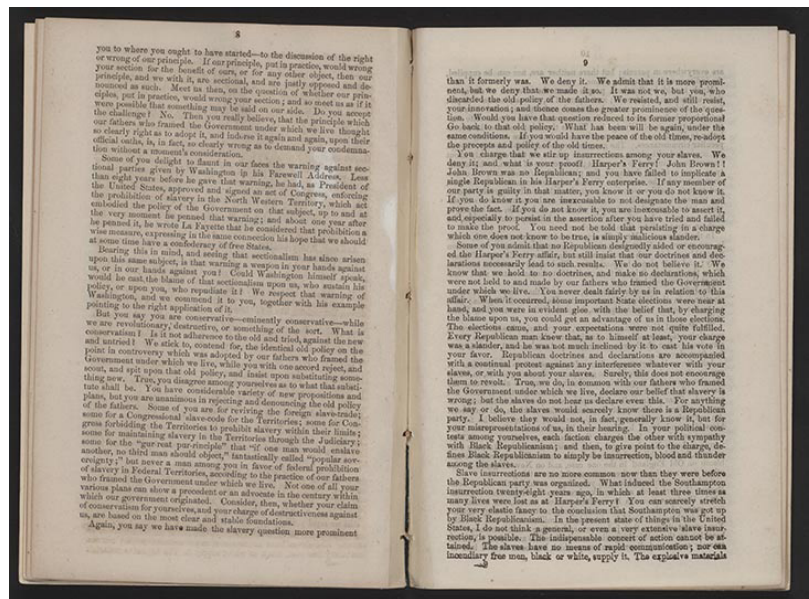 8
you to where you ought to have started—to the discussion of the right
or wrong of our principle. If our principle, put in practice, would wrong
your section for the benefit of ours, or for any other object, then our
principle, and we with it, are sectional, and are justly opposed and de-
nounced as such. Meet us, then, on the question of whether our prin-
ciple, put in practice, would wrong your section; and so meet us as if it
were possible that something may be said on our side. Do you accept
the challenge? No. Then you really believe, that the principle which
our fathers who framed the Government under which we live thought
so clearly right as to adopt it, and indorse it again and again, upon their
official oaths, is, in fact, so clearly wrong as to demand your condemna-
tion without a moment's consideration.
Some of you delight to flaunt in our faces the warning against sec-
tional parties given by Washington in his Farewell Address. Less
than eight years before he gave that warning, he had, as President of
the United States, approved and signed an act of Congress, enforcing
the prohibition of slavery in the North Western Territory, which act
embodied the policy of the Government on that subject, up to and at
the very moment he penned that warning; and about one year after
he penned it, he wrote La Fayette that he considered that prohibition a
wise measure, expressing in the same connection his hope that we should
at some time have a confederacy of free States.
Bearing this in mind, and seeing that sectionalism has since arisen
upon this same subject, is that warning a weapon in your hands against
us, or in our hands against you? Could Washington himself speak,
would he cast the blame of that sectionalism upon us, who sustain his
policy, or upon you, who repudiate it? We respect that warning of
Washington, and we commend it to you, together with his example
pointing to the right application of it.
But you say you are conservative—eminently conservative—while
we are revolutionary, destructive, or something of the sort. What is
conservatism? Is it not adherence to the old and tried, against the new
and untried? We stick to, contend for, the identical old policy on the
point in controversy which was adopted by our fathers who framed the
Government under which we live, while you with one accord reject, and
scout, and spit upon that old policy, and insist upon substituting some-
thing new. True, you disagree among yourselves as to what that substi-
tute shall be. You have considerable variety of new propositions and
plans, but you are unanimous in rejecting and denouncing the old policy
of the fathers. Some of you are for reviving the foreign slave-trade;
some for a Congressional slave-code for the Territories; some for Con-
gress forbidding the Territories to prohibit slavery within their limits;
some for maintaining slavery in the Territories through the Judiciary;
some for the "gur-reat pur-rinciple" that "if one man would enslave
another, no third man should object," fantastically called "popular sov-
ereignty;" but never a man among you in favor of federal prohibition
of slavery in Federal Territories, according to the practice of our fathers
who framed the Government under which we live. Not one of all your
various plans can show a precedent or an advocate in the century within
which our government originated. Consider, then, whether your claim
of conservatism for yourselves, and your charge of destructiveness against
us, are based on the most clear and stable foundations.
Again, you say we have made the slavery question more prominent
9
than it formerly was. We deny it. We admit that it is more promi-
nent, but we deny that we made it so. It was not we, but you, who
discarded the old policy of the fathers. We resisted, and still resist,
your innovation; and thence comes the greater prominence of the ques-
tion. Would you have that question reduced to its former proportions?
Go back to that old policy. What has been will be again, under the
same conditions. If you would have the peace of the old times, re-adopt
the precepts and policy of the old times.
You charge that we stir up insurrections among your slaves. We
deny it; and what is your proof? Harper's Ferry! John Brown!!
John Brown was no Republican; and you have failed to implicate a
single Republican in his Harper's Ferry enterprise. If any member of
our party is guilty in that matter, you know it or you do not know it.
If you do know it you are inexcusable to not designate the man and
prove the fact. If you do not know it, you are inexcusable to assert it,
and especially to persist in the assertion after you have tried and failed
to make the proof. You need not be told that persisting in a charge
which one does not know to be true, is simply malicious slander.
Some of you admit that no Republican designedly aided or encourag-
ed the Harper's Ferry affair, but still insist that our doctrines and dec-
larations necessarily lead to such results. We do not believe it. We
know that we hold to no doctrines, and make no declarations, which
were not held to and made by our fathers who framed the Government
under which we live. You never dealt fairly by us in relation to this
affair. When it occurred, some important State elections were near at
hand, and you were in evident glee with the belief that, by charging
the blame upon us, you could get an advantage of us in those elections.
The elections came, and your expectations were not quite fulfilled.
Every Republican man knew that, as to himself at least, your charge
was a slander, and he was not much inclined by it to cast his vote in
your favor. Republican doctrines and declarations are accompanied
with a continual protest against any interference whatever with your
slaves, or with you about your slaves. Surely, this does not encourage
them to revolt. True, we do, in common with our fathers who framed
the Government under which we live, declare our belief that slavery is
wrong; but the slaves do not hear us declare even this. For anything
we say or do, the slaves would scarcely know there is a Republican
party. I believe they would not, in fact, generally know it, but for
your misrepresentations of us, in their hearing. In your political con-
tests among yourselves, each faction charges the other with sympathy
with Black Republicanism; and then, to give point to the charge, de-
fines Black Republicanism to simply be insurrection, blood and thunder
among the slaves.
Slave insurrections are no more common now than they were before
the Republican party was organized. What induced the Southampton
insurrection twenty-eight years ago, in which at least three times as
many lives were lost as at Harper's Ferry? You can scarcely stretch
your very elastic fancy to the conclusion that Southampton was got up
by Black Republicanism. In the present state of things in the United
States, I do not think a general, or even a very extensive slave insur-
rection, is possible. The indispensable concert of action cannot be at-
tained. The slaves have no means of rapid communication; nor can
incendiary free men, black or white, supply it. The explosive materials